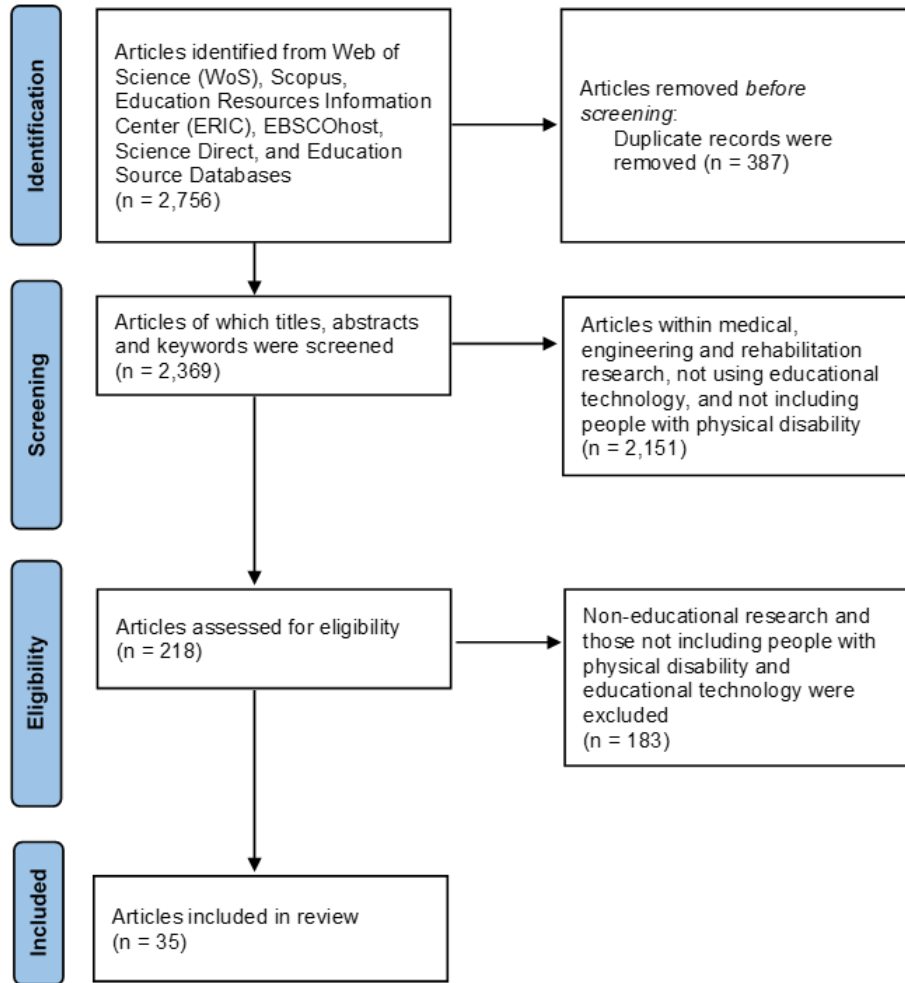 Identification
Articles identified from Web of
Science (WoS), Scopus,
Education Resources Information
Center (ERIC), EBSCOhost,
Science Direct, and Education
Source Databases
(n = 2,756)
Articles removed before
screening:
Duplicate records were
removed (n = 387)
Screening
Articles of which titles, abstracts
and keywords were screened
(n = 2,369)
Articles within medical,
engineering and rehabilitation
research, not using educational
technology, and not including
people with physical disability
(n = 2,151)
Eligibility
Articles assessed for eligibility
(n = 218)
Non-educational research and
those not including people with
physical disability and
educational technology were
excluded
(n = 183)
Included
Articles included in review
(n = 35)